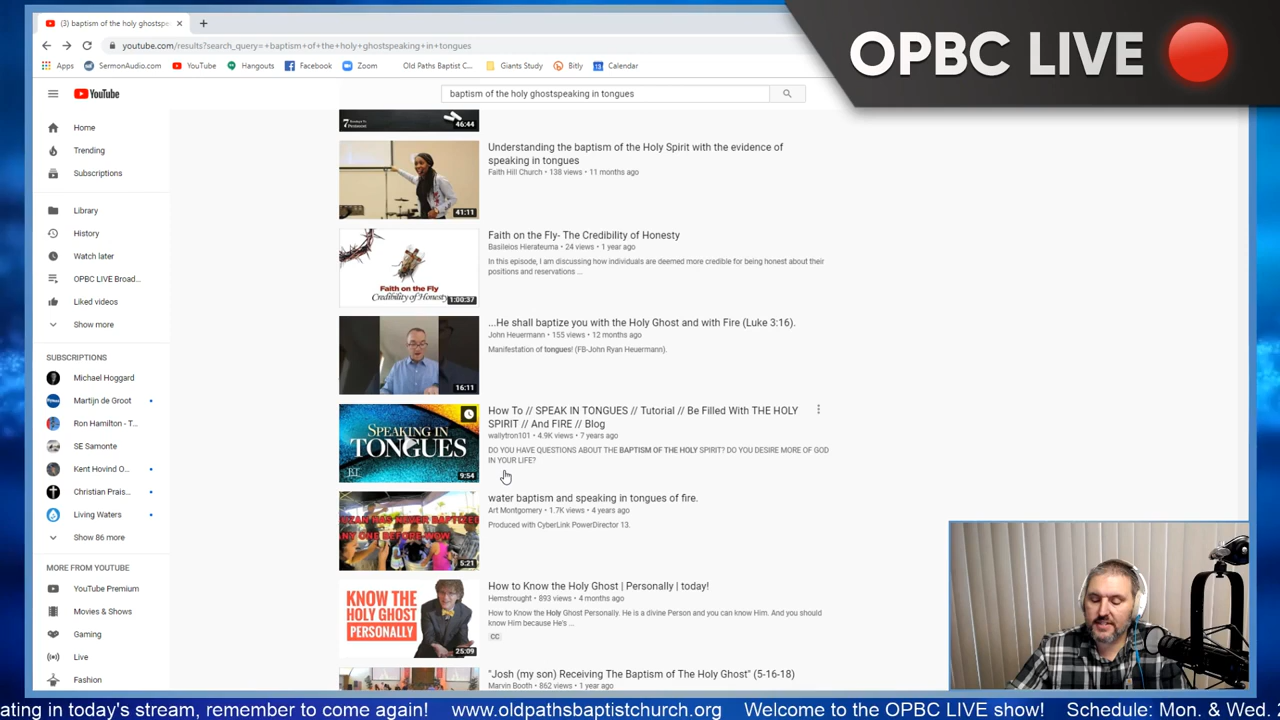 (3) baptism of the holy ghostspe
OPBC LIVE
youtube.com/results?search_query=+baptism+of+the+holy+ghostspeaking+in+tongues
Apps SermonAudio.com YouTube Hangouts Facebook Zoom Old Paths Baptist C... Giants Study Bitly Calendar
YouTube
baptism of the holy ghostspeaking in tongues
46:44
Home
Trending
Subscriptions
Library
History
Watch later
OPBC LIVE Broad...
Liked videos
Show more
SUBSCRIPTIONS
Michael Hoggard
Martijn de Groot
Ron Hamilton - T...
SE Samonte
Kent Hovind O...
Christian Prais...
Living Waters
Show 86 more
MORE FROM YOUTUBE
YouTube Premium
Movies & Shows
Gaming
Live
Fashion
Understanding the baptism of the Holy Spirit with the evidence of
speaking in tongues
Faith Hill Church • 138 views • 11 months ago
41:11
Faith on the Fly- The Credibility of Honesty
Basileios Hierateuma • 24 views • 1 year ago
In this episode, I am discussing how individuals are deemed more credible for being honest about their
positions and reservations ...
Faith on the Fly
Credibility of Honesty
1:00:37
...He shall baptize you with the Holy Ghost and with Fire (Luke 3:16).
John Heuermann • 155 views • 12 months ago
Manifestation of tongues! (FB-John Ryan Heuermann).
16:11
How To // SPEAK IN TONGUES // Tutorial // Be Filled With THE HOLY
SPIRIT // And FIRE // Blog
wallytron101 • 4.9K views • 7 years ago
DO YOU HAVE QUESTIONS ABOUT THE BAPTISM OF THE HOLY SPIRIT? DO YOU DESIRE MORE OF GOD
IN YOUR LIFE?
SPEAKING IN
TONGUES
9:54
water baptism and speaking in tongues of fire.
Art Montgomery • 1.7K views • 4 years ago
Produced with CyberLink PowerDirector 13.
HAS NEVER BAPTIZE
ONE BEFORE NOW
5:21
How to Know the Holy Ghost | Personally | today!
Hemstrought • 893 views • 4 months ago
How to Know the Holy Ghost Personally. He is a divine Person and you can know Him. And you should
know Him because He's ...
CC
KNOW THE
HOLY GHOST
PERSONALLY
25:09
"Josh (my son) Receiving The Baptism of The Holy Ghost" (5-16-18)
Marvin Booth • 862 views • 1 year ago
ating in today's stream, remember to come again! www.oldpathsbaptistchurch.org Welcome to the OPBC LIVE show! Schedule: Mon. & Wed.